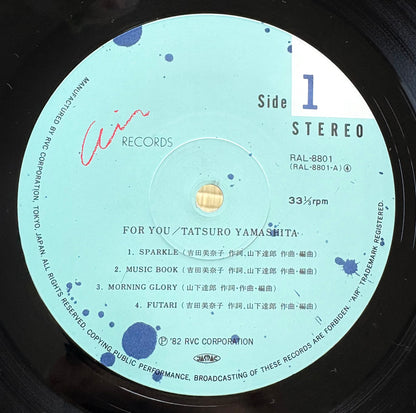 Side 1
STEREO
Air RECORDS
RAL-8801
(RAL-8801-A) ④
33⅓rpm
FOR YOU/TATSURO YAMASHITA
1. SPARKLE (吉田美奈子 作詞, 山下達郎 作曲・編曲)
2. MUSIC BOOK (吉田美奈子 作詞, 山下達郎 作曲・編曲)
3. MORNING GLORY (山下達郎 作詞・作曲・編曲)
4. FUTARI (吉田美奈子 作詞, 山下達郎 作曲・編曲)
Ⓟ '82 RVC CORPORATION
JASRAC
MANUFACTURED BY RVC CORPORATION, TOKYO, JAPAN. ALL RIGHTS RESERVED. UNAUTHORIZED COPYING PUBLIC PERFORMANCE, BROADCASTING OF THESE RECORDS ARE FORBIDDEN. "AIR" TRADEMARK REGISTERED.